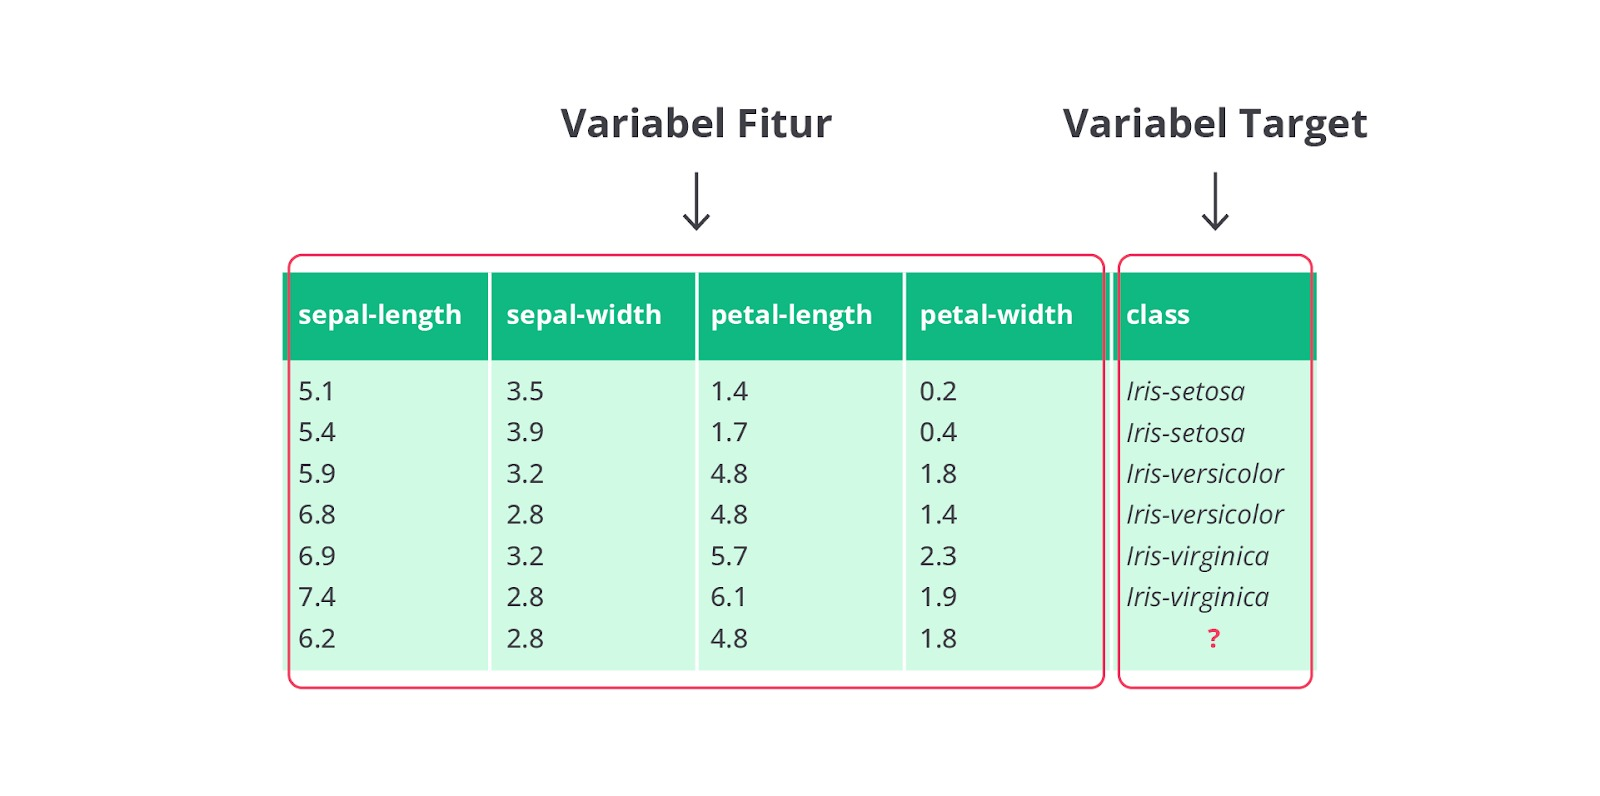 Variabel Fitur Variabel Target
sepal-length sepal-width petal-length petal-width class
5.1 3.5 1.4 0.2 Iris-setosa
5.4 3.9 1.7 0.4 Iris-setosa
5.9 3.2 4.8 1.8 Iris-versicolor
6.8 2.8 4.8 1.4 Iris-versicolor
6.9 3.2 5.7 2.3 Iris-virginica
7.4 2.8 6.1 1.9 Iris-virginica
6.2 2.8 4.8 1.8 ?